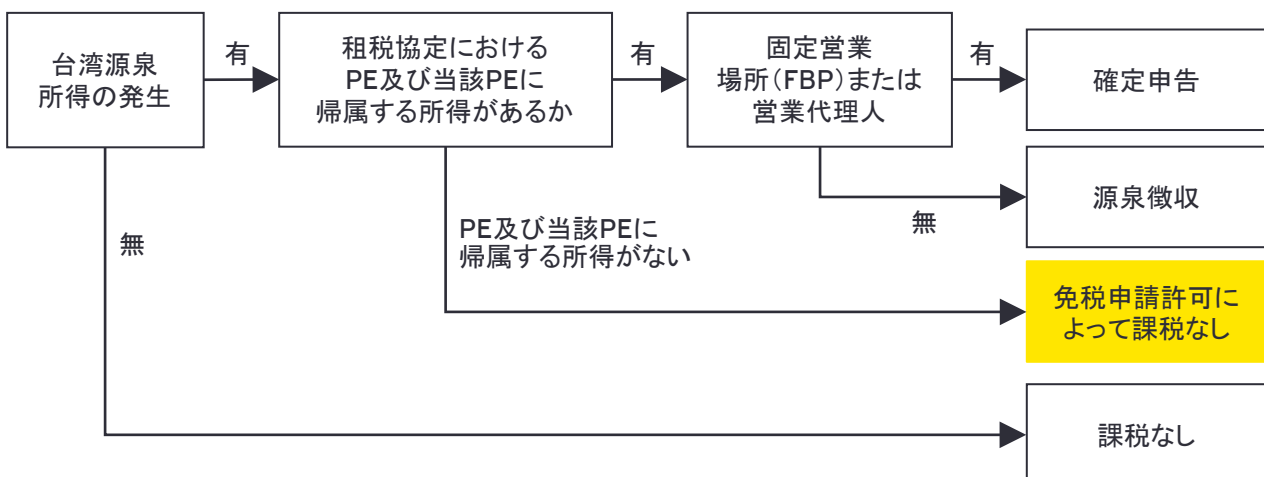 台湾源泉
所得の発生
有
租税協定における
PE及び当該PEに
帰属する所得があるか
有
固定営業
場所（FBP）または
営業代理人
有
確定申告
無
源泉徴収
PE及び当該PEに
帰属する所得がない
免税申請許可に
よって課税なし
無
課税なし